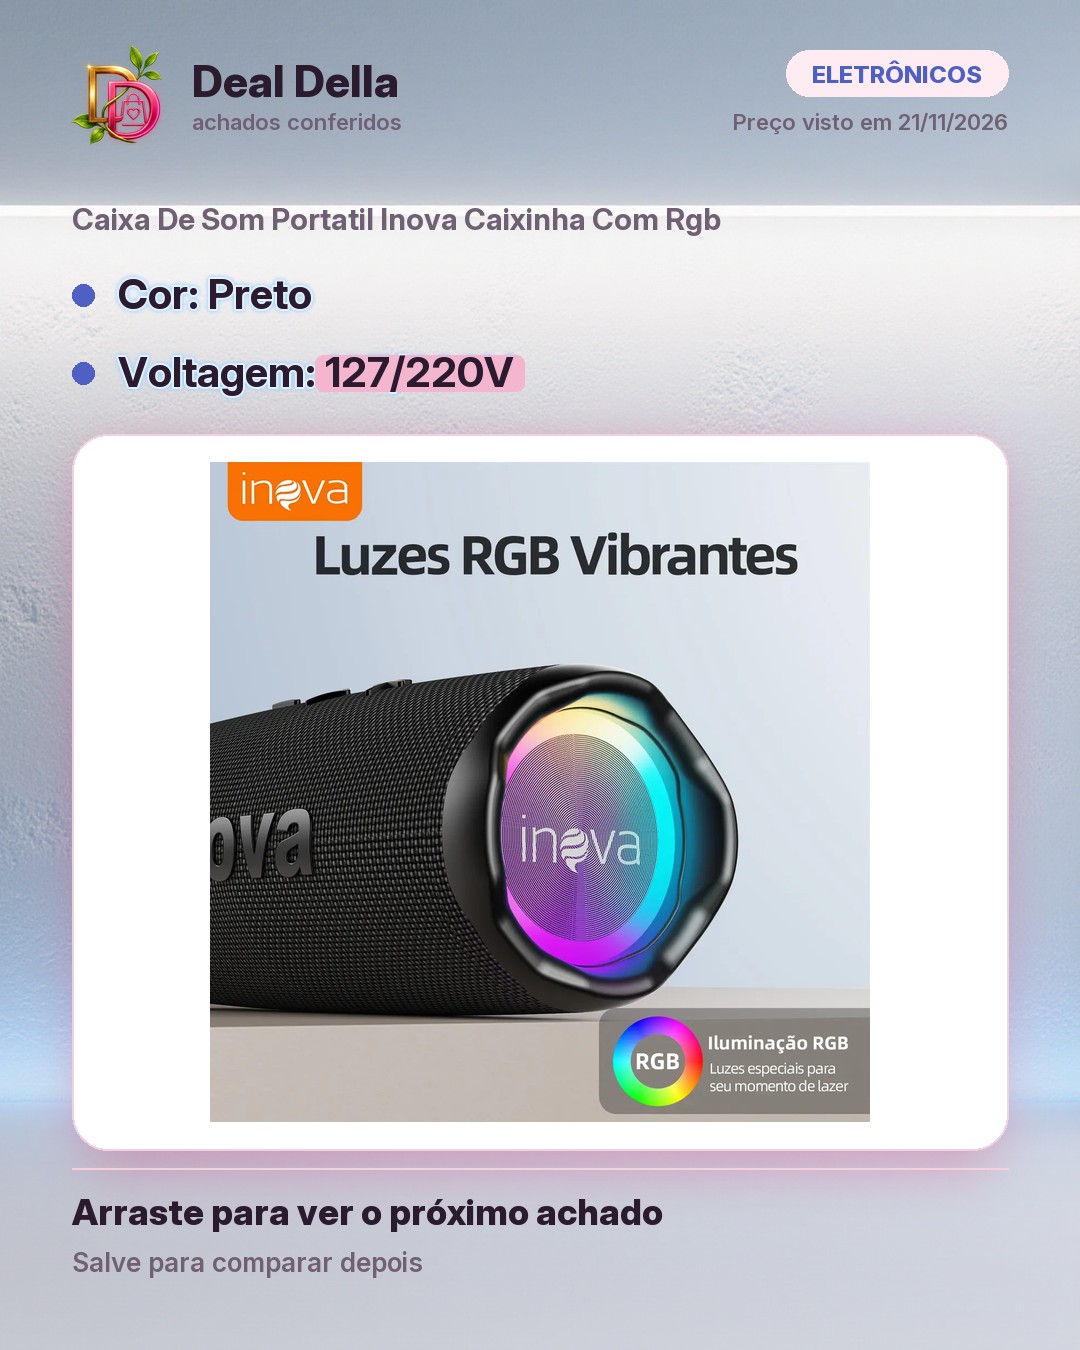 Deal Della
achados conferidos
ELETRÔNICOS
Preço visto em 21/11/2026
Caixa De Som Portatil Inova Caixinha Com Rgb
Cor: Preto
Voltagem: 127/220V
inova
Luzes RGB Vibrantes
ova
inova
RGB
Iluminação RGB
Luzes especiais para
seu momento de lazer
Arraste para ver o próximo achado
Salve para comparar depois